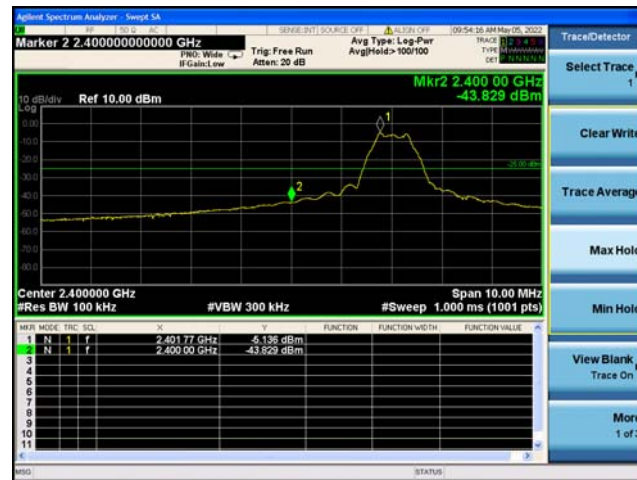 Agilent Spectrum Analyzer - Swept SA
RF 50 Ω AC SENSE:INT SOURCE OFF ALIGN OFF 09:54:16 AM May 05, 2022
Marker 2 2.400000000000 GHz
PNO: Wide Trig: Free Run Avg Type: Log-Pwr TRACE 1 2 3 4 5 6
IFGain:Low Atten: 20 dB Avg|Hold:>100/100 TYPE
DET P N N N N N
Mkr2 2.400 00 GHz
-43.829 dBm
10 dB/div Ref 10.00 dBm
Log
0.00
-10.0
-20.0
-30.0
-40.0
-50.0
-60.0
-70.0
-80.0
1
2
-25.00 dBm
Center 2.400000 GHz Span 10.00 MHz
#Res BW 100 kHz #VBW 300 kHz #Sweep 1.000 ms (1001 pts)
MKR MODE TRC SCL X Y FUNCTION FUNCTION WIDTH FUNCTION VALUE
1 N 1 f 2.401 77 GHz -5.136 dBm
2 N 1 f 2.400 00 GHz -43.829 dBm
3
4
5
6
7
8
9
10
11
MSG STATUS
Trace/Detector
Select Trace
1
Clear Write
Trace Average
Max Hold
Min Hold
View Blank
Trace On
More
1 of 3